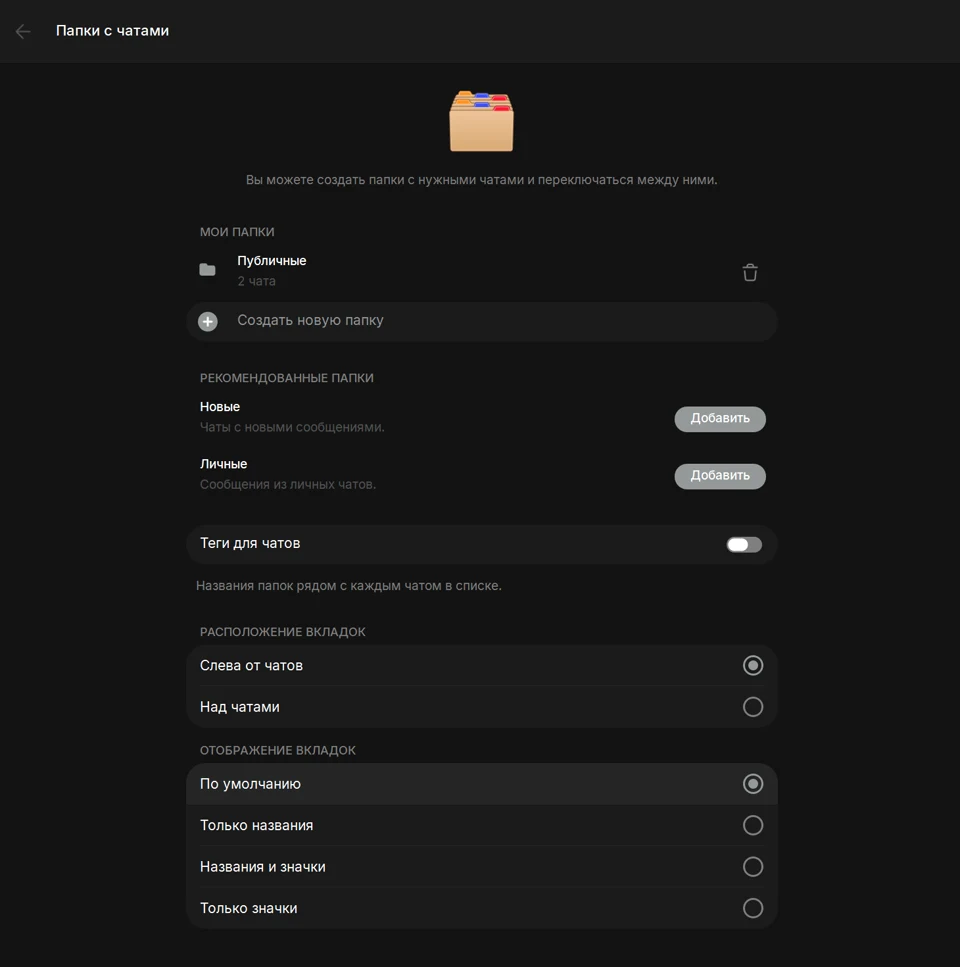 Папки с чатами
Вы можете создать папки с нужными чатами и переключаться между ними.
МОИ ПАПКИ
Публичные
2 чата
Создать новую папку
РЕКОМЕНДОВАННЫЕ ПАПКИ
Новые
Чаты с новыми сообщениями.
Добавить
Личные
Сообщения из личных чатов.
Добавить
Теги для чатов
Названия папок рядом с каждым чатом в списке.
РАСПОЛОЖЕНИЕ ВКЛАДОК
Слева от чатов
Над чатами
ОТОБРАЖЕНИЕ ВКЛАДОК
По умолчанию
Только названия
Названия и значки
Только значки